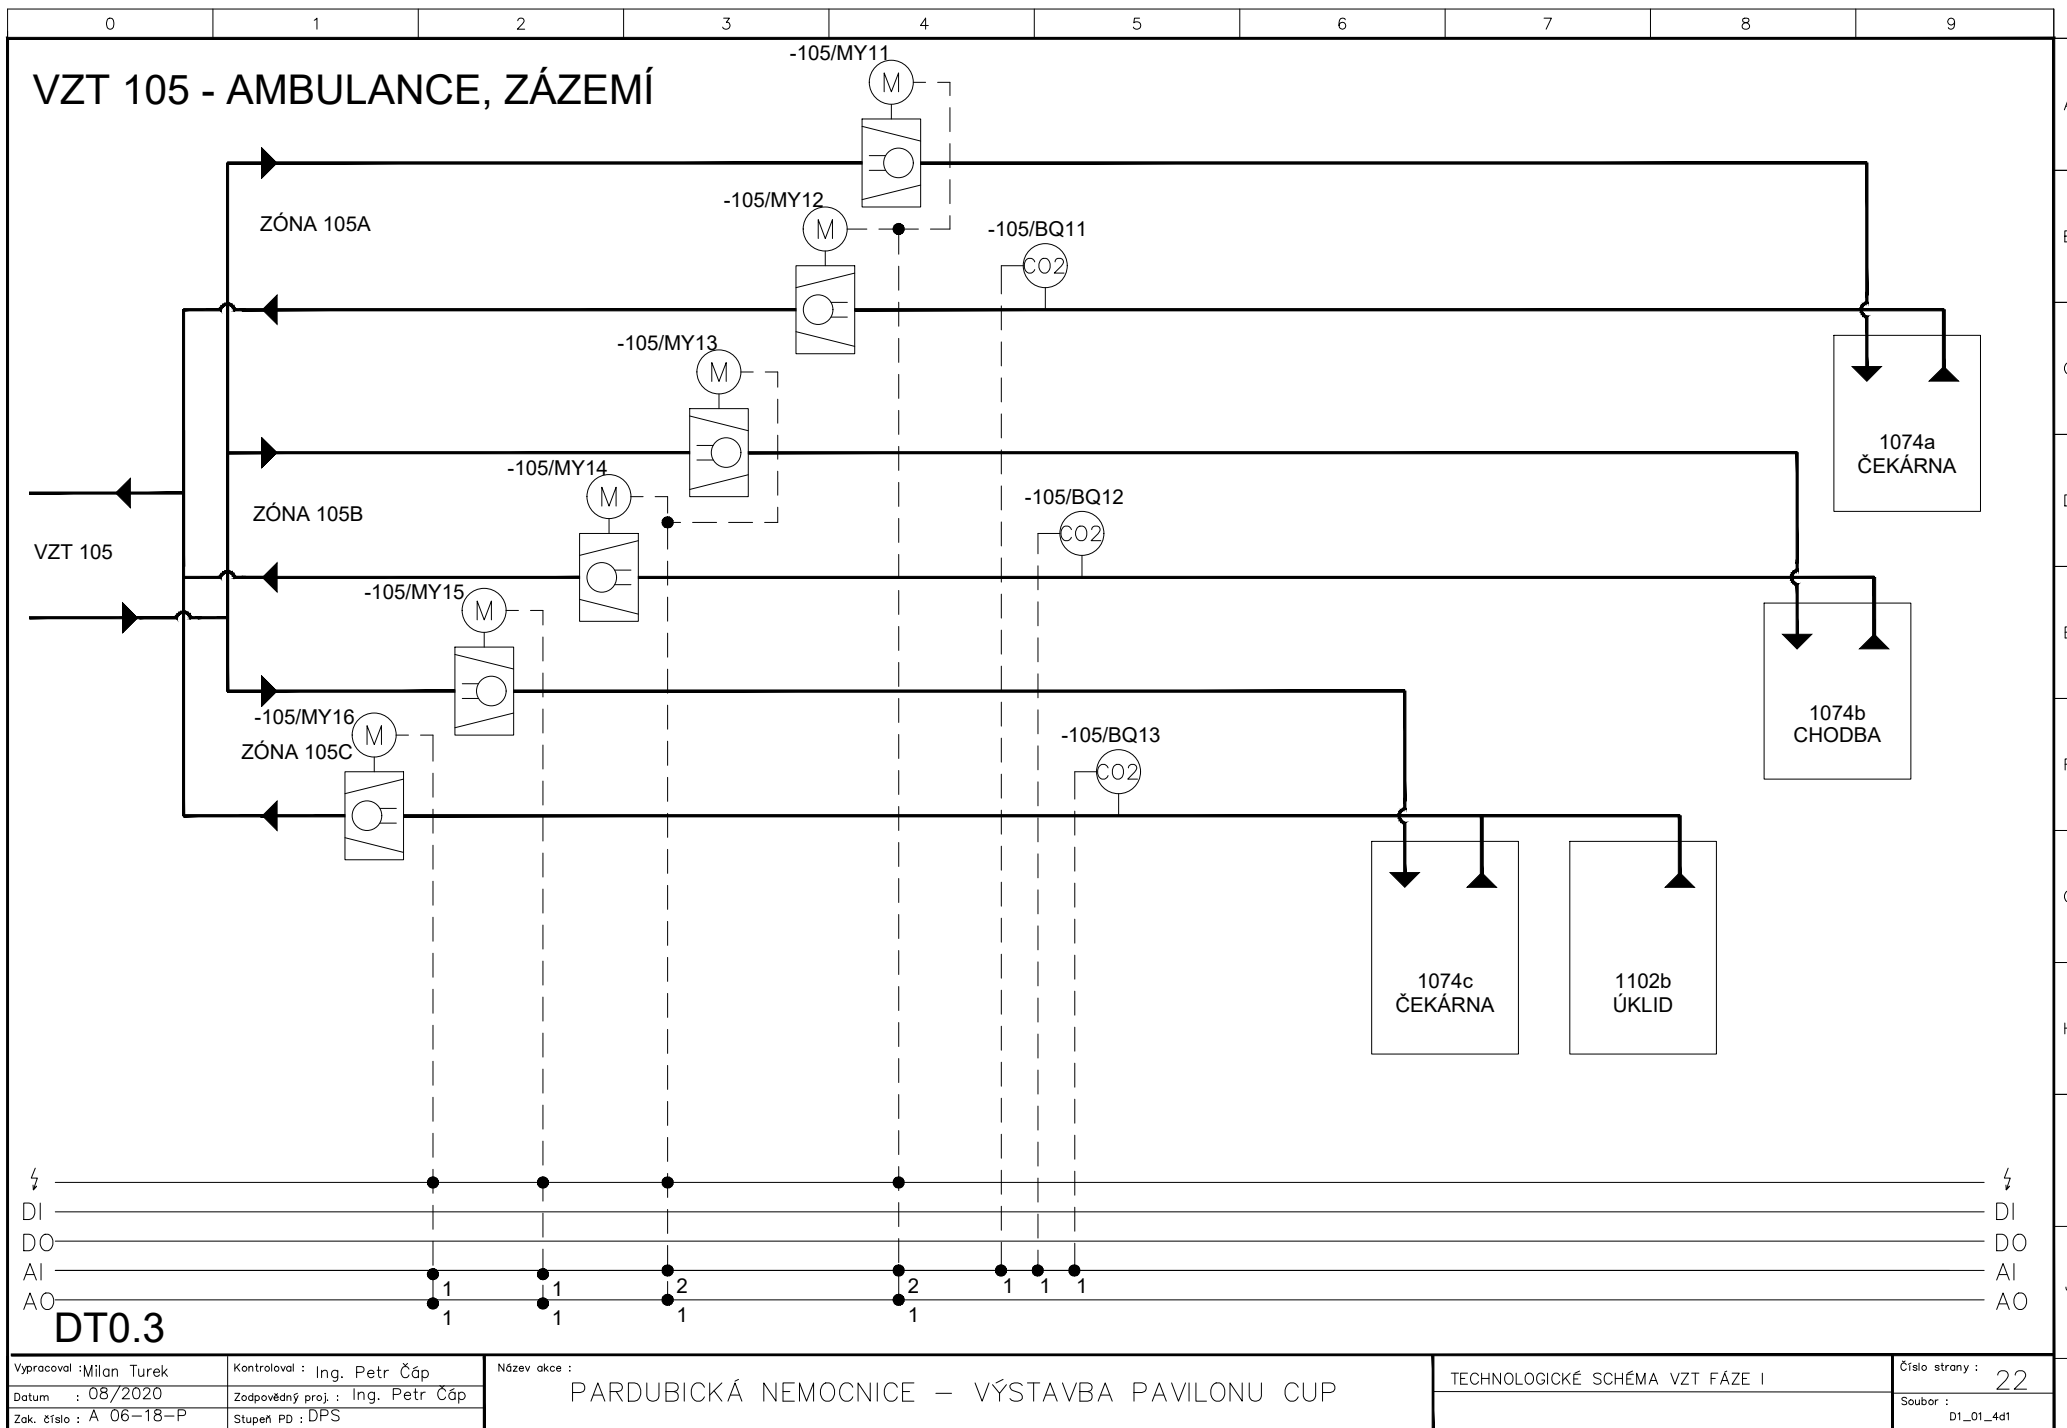 0 1 2 3 4 5 6 7 8 9
-105/MY11
VZT 105 - AMBULANCE, ZÁZEMÍ
M
-105/MY12
M
ZÓNA 105A
-105/BQ11
CO2
-105/MY13
M
1074a
ČEKÁRNA
-105/MY14
M
-105/BQ12
CO2
ZÓNA 105B
VZT 105
-105/MY15
M
1074b
CHODBA
-105/MY16
M
ZÓNA 105C
-105/BQ13
CO2
1074c
ČEKÁRNA
1102b
ÚKLID
DI DI
DO DO
AI AI
1 1 2 2 1 1 1
AO AO
1 1 1 1
DT0.3
Vypracoval : Milan Turek
Datum : 08/2020
Zak. číslo : A 06-18-P
Kontroloval : Ing. Petr Čáp
Zodpovědný proj. : Ing. Petr Čáp
Stupeň PD : DPS
Název akce :
PARDUBICKÁ NEMOCNICE – VÝSTAVBA PAVILONU CUP
TECHNOLOGICKÉ SCHÉMA VZT FÁZE I
Číslo strany : 22
Soubor : D1_01_4d1